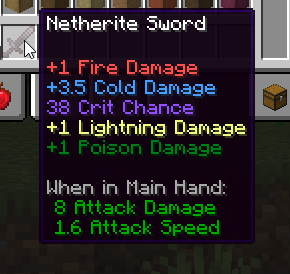 Netherite Sword
+1 Fire Damage
+3.5 Cold Damage
38 Crit Chance
+1 Lightning Damage
+1 Poison Damage
When in Main Hand:
8 Attack Damage
1.6 Attack Speed